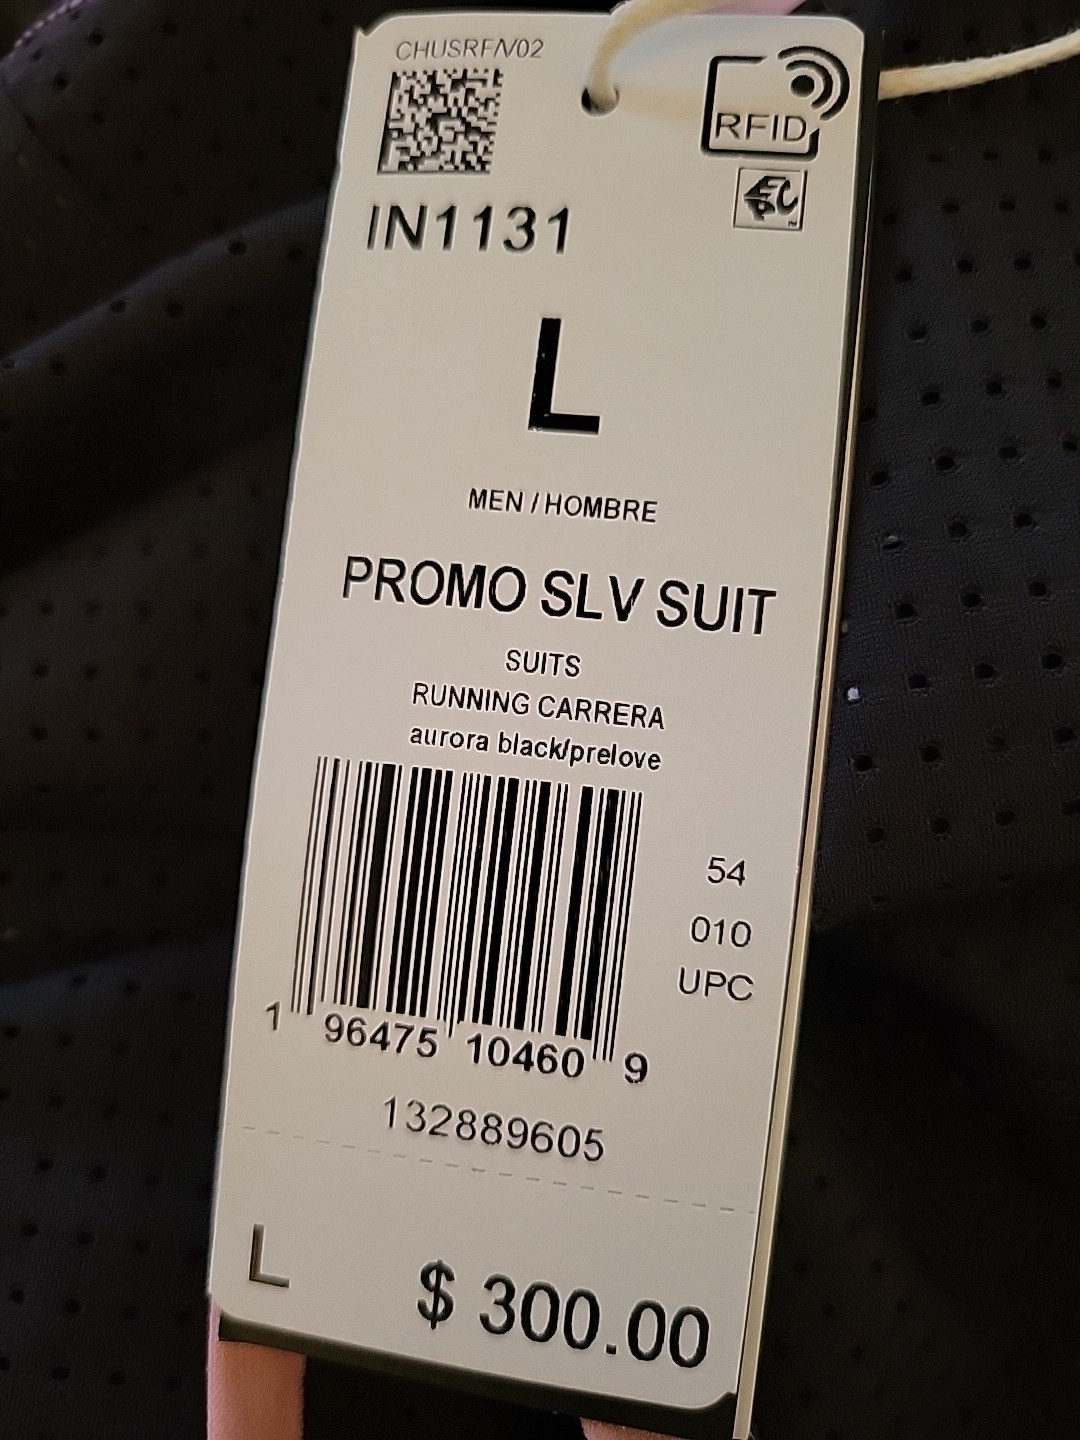 CHUSRFN02
RFID
EPC
IN1131
L
MEN / HOMBRE
PROMO SLV SUIT
SUITS
RUNNING CARRERA
aurora black/prelove
54
010
UPC
1 96475 10460 9
132889605
L
$ 300.00